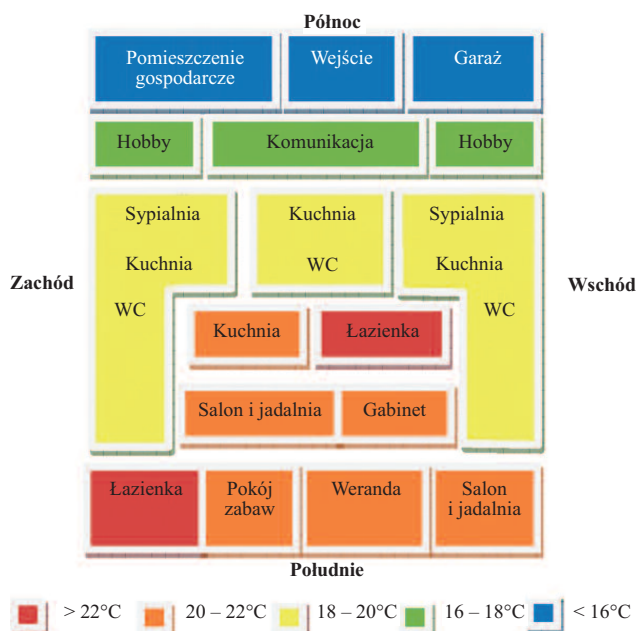 Północ
Pomieszczenie
gospodarcze
Wejście
Garaż
Hobby
Komunikacja
Hobby
Sypialnia
Kuchnia
WC
Kuchnia
WC
Sypialnia
Kuchnia
WC
Zachód
Wschód
Kuchnia
Łazienka
Salon i jadalnia
Gabinet
Łazienka
Pokój
zabaw
Weranda
Salon
i jadalnia
Południe
> 22°C
20 – 22°C
18 – 20°C
16 – 18°C
< 16°C